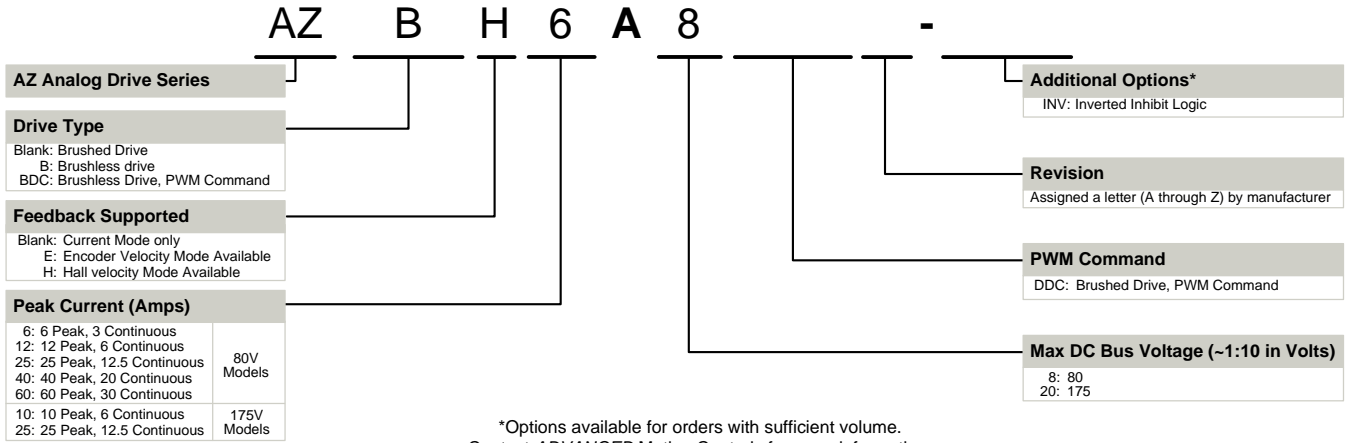 AZ B H 6 A 8 -
AZ Analog Drive Series
Drive Type
Blank: Brushed Drive
B: Brushless drive
BDC: Brushless Drive, PWM Command
Feedback Supported
Blank: Current Mode only
E: Encoder Velocity Mode Available
H: Hall velocity Mode Available
Peak Current (Amps)
6: 6 Peak, 3 Continuous
12: 12 Peak, 6 Continuous
25: 25 Peak, 12.5 Continuous
40: 40 Peak, 20 Continuous
60: 60 Peak, 30 Continuous
80V
Models
10: 10 Peak, 6 Continuous
25: 25 Peak, 12.5 Continuous
175V
Models
Additional Options*
INV: Inverted Inhibit Logic
Revision
Assigned a letter (A through Z) by manufacturer
PWM Command
DDC: Brushed Drive, PWM Command
Max DC Bus Voltage (~1:10 in Volts)
8: 80
20: 175
*Options available for orders with sufficient volume.